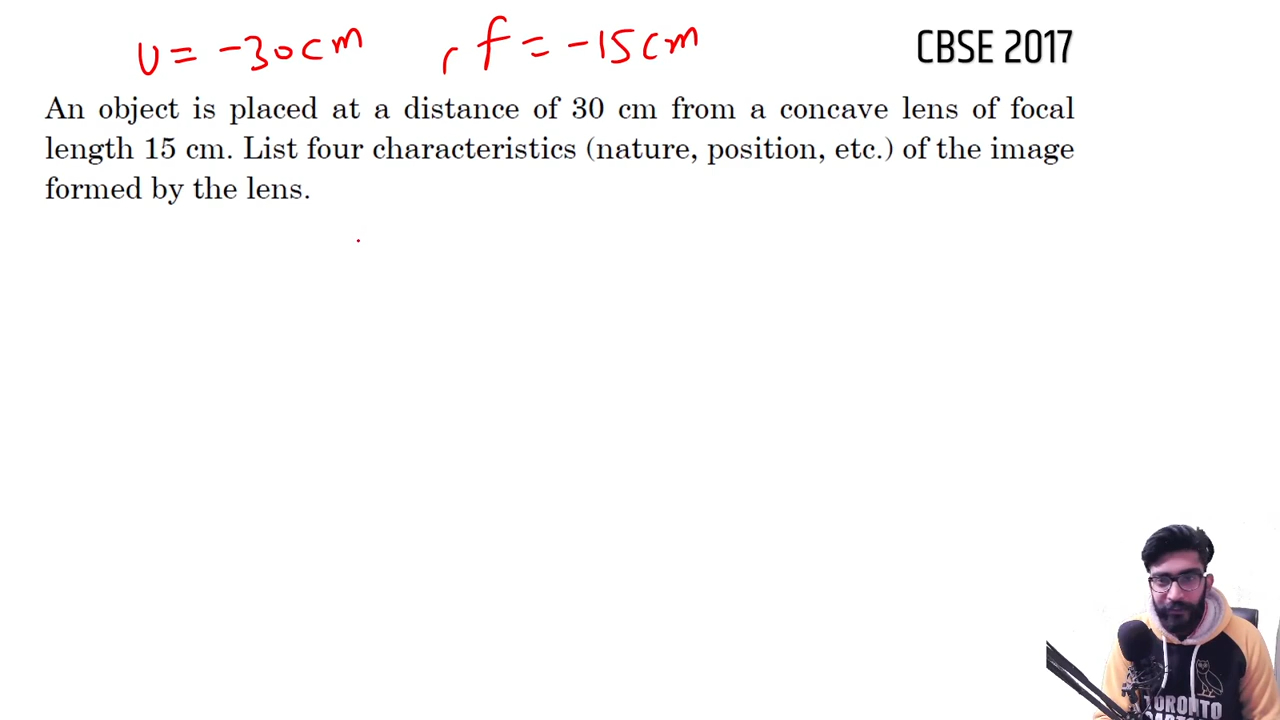 u = -30cm , f = -15cm
CBSE 2017
An object is placed at a distance of 30 cm from a concave lens of focal
length 15 cm. List four characteristics (nature, position, etc.) of the image
formed by the lens.
TORONTO